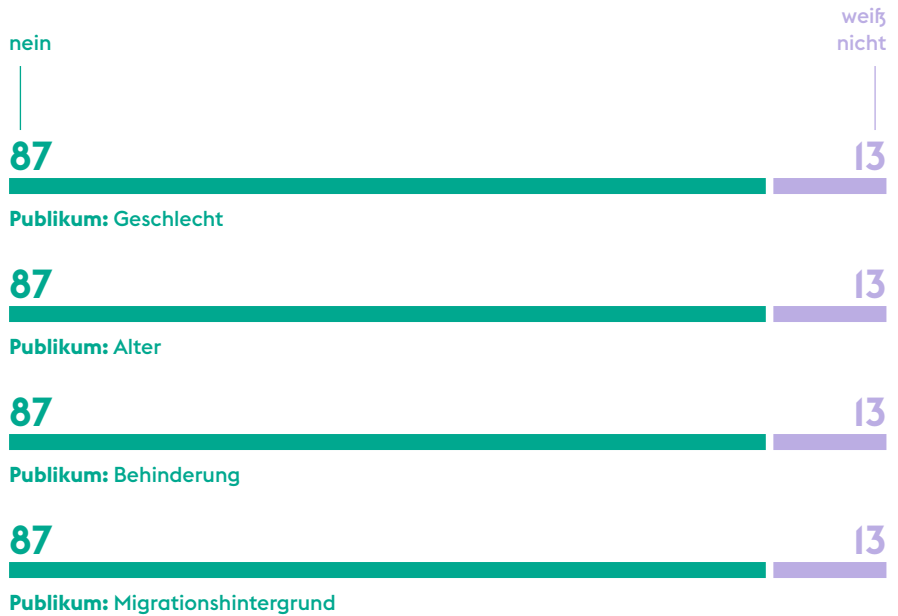 nein
weiß
nicht
87 13
Publikum: Geschlecht
87 13
Publikum: Alter
87 13
Publikum: Behinderung
87 13
Publikum: Migrationshintergrund